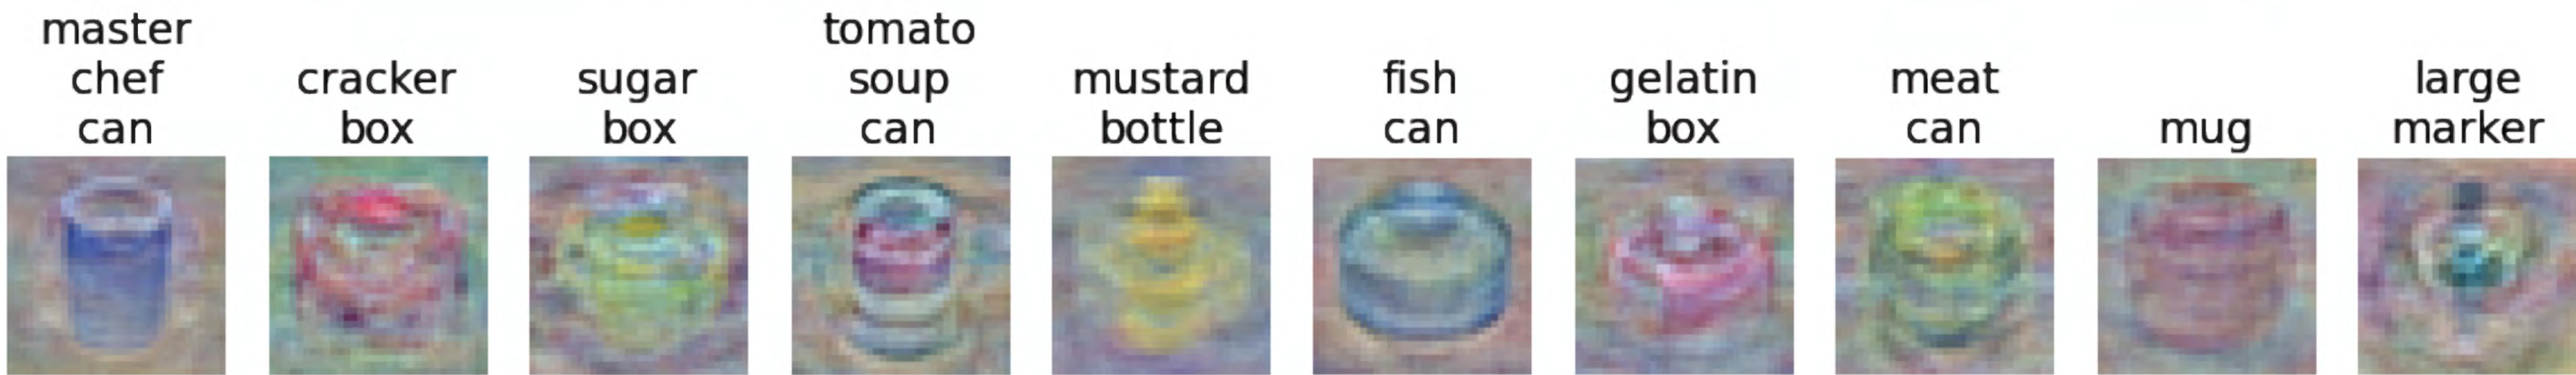 master
chef
can
cracker
box
sugar
box
tomato
soup
can
mustard
bottle
fish
can
gelatin
box
meat
can
mug
large
marker